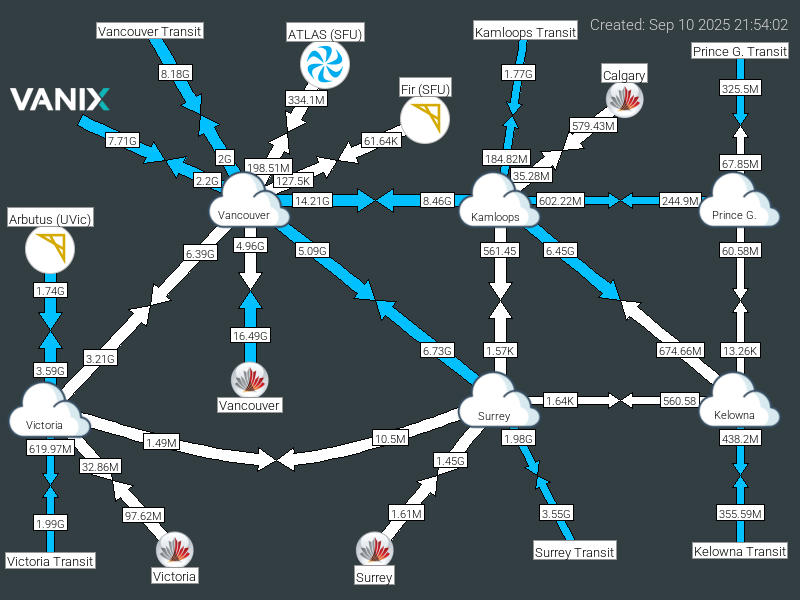 Created: Sep 10 2025 21:54:02
Vancouver Transit
ATLAS (SFU)
Kamloops Transit
Prince G. Transit
8.18G
1.77G
Calgary
325.5M
VANIX
334.1M
Fir (SFU)
579.43M
7.71G
61.64K
2G
198.51M
184.82M
67.85M
2.2G
127.5K
35.28M
14.21G
8.46G
602.22M
244.9M
Vancouver
Kamloops
Prince G.
Arbutus (UVic)
6.39G
4.96G
5.09G
561.45
6.45G
60.58M
1.74G
16.49G
3.59G
3.21G
6.73G
1.57K
674.66M
13.26K
Vancouver
1.64K
560.58
Victoria
Surrey
Kelowna
619.97M
1.49M
10.5M
1.98G
438.2M
32.86M
1.45G
1.99G
97.62M
1.61M
3.55G
355.59M
Victoria Transit
Victoria
Surrey
Surrey Transit
Kelowna Transit